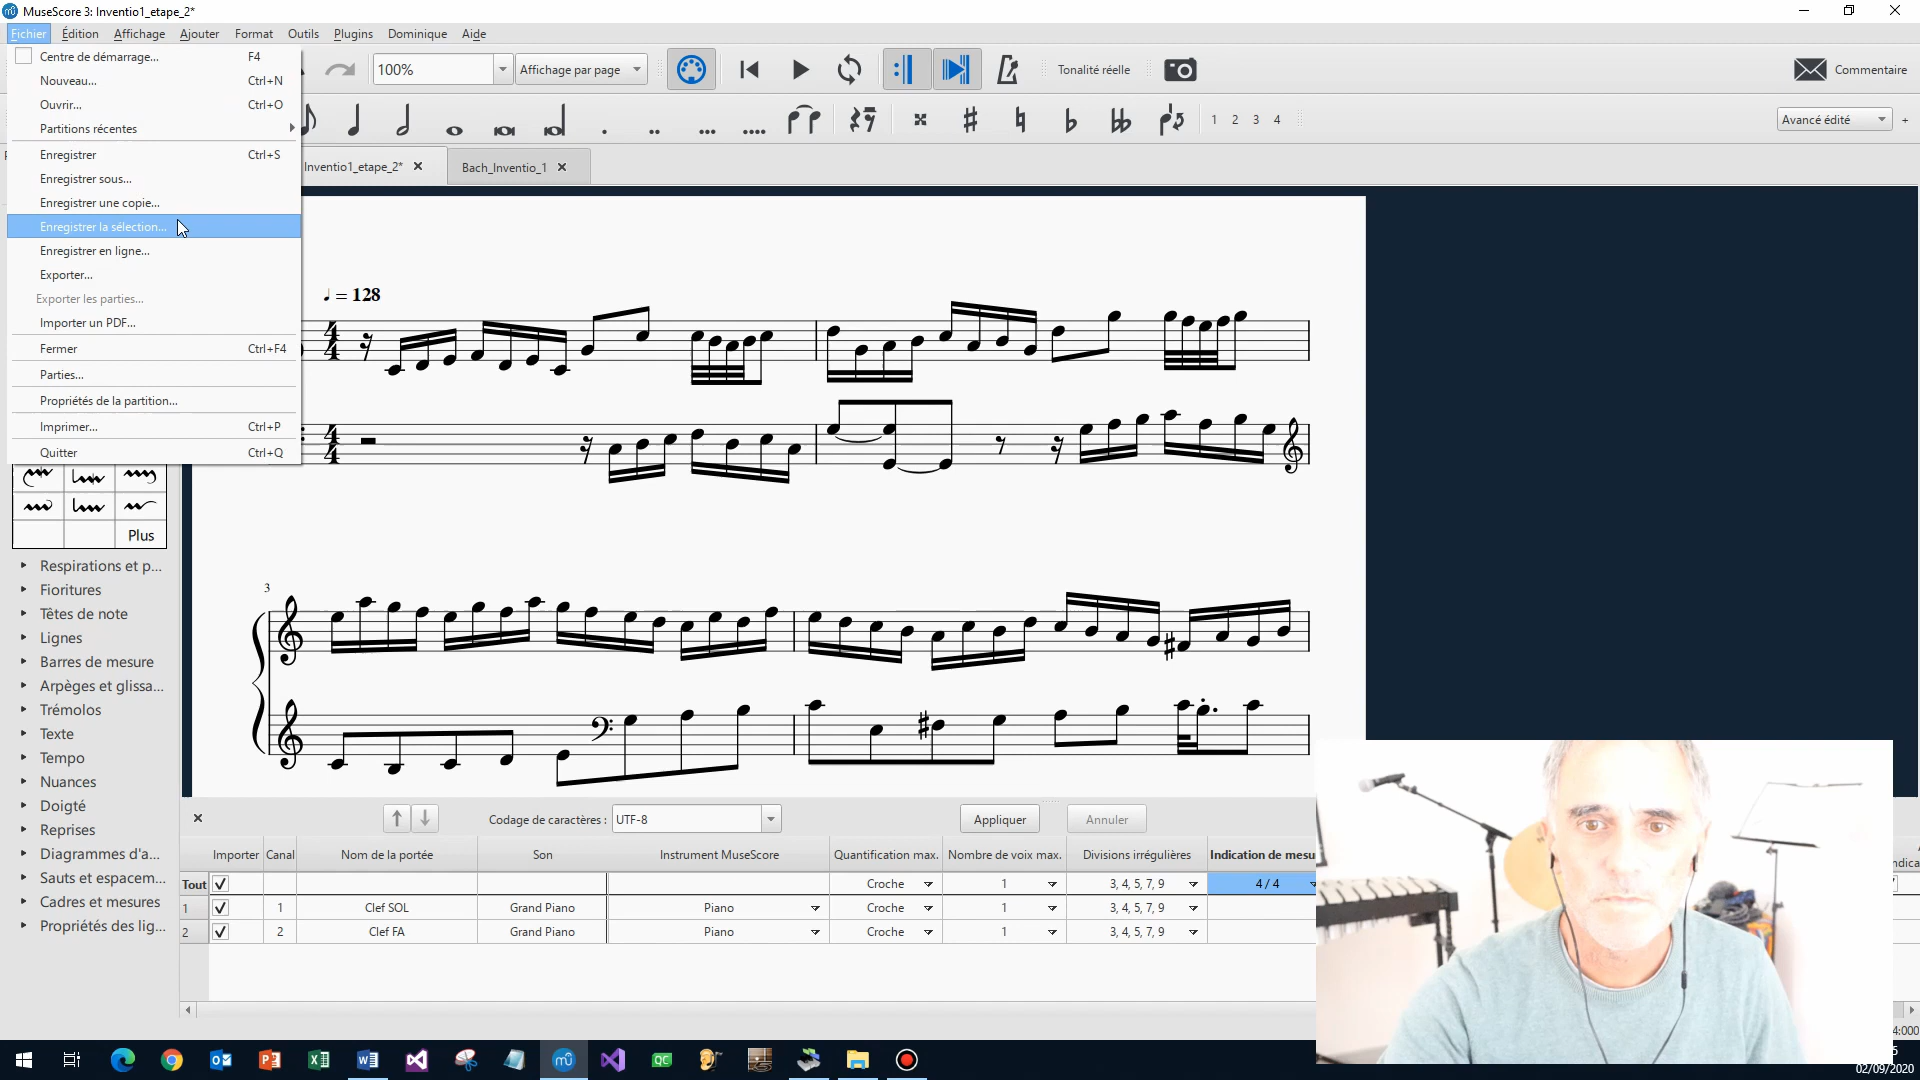 MuseScore 3: Inventio1_etape_2*
Fichier Édition Affichage Ajouter Format Outils Plugins Dominique Aide
Centre de démarrage... F4
Nouveau... Ctrl+N
Ouvrir... Ctrl+O
Partitions récentes
Enregistrer Ctrl+S
Enregistrer sous...
Enregistrer une copie...
Enregistrer la sélection...
Enregistrer en ligne...
Exporter...
Exporter les parties...
Importer un PDF...
Fermer Ctrl+F4
Parties...
Propriétés de la partition...
Imprimer... Ctrl+P
Quitter Ctrl+Q
100% Affichage par page Tonalité réelle Commentaire
1 2 3 4 Avancé édité +
Inventio1_etape_2* Bach_Inventio_1
= 128
3
Plus
Respirations et p...
Fioritures
Têtes de note
Lignes
Barres de mesure
Arpèges et glissa...
Trémolos
Texte
Tempo
Nuances
Doigté
Reprises
Diagrammes d'a...
Sauts et espacem...
Cadres et mesures
Propriétés des lig...
Codage de caractères : UTF-8 Appliquer Annuler
Importer Canal Nom de la portée Son Instrument MuseScore Quantification max. Nombre de voix max. Divisions irrégulières Indication de mesu
Tout Croche 1 3, 4, 5, 7, 9 4 / 4
1 1 Clef SOL Grand Piano Piano Croche 1 3, 4, 5, 7, 9
2 2 Clef FA Grand Piano Piano Croche 1 3, 4, 5, 7, 9
4:000
02/09/2020